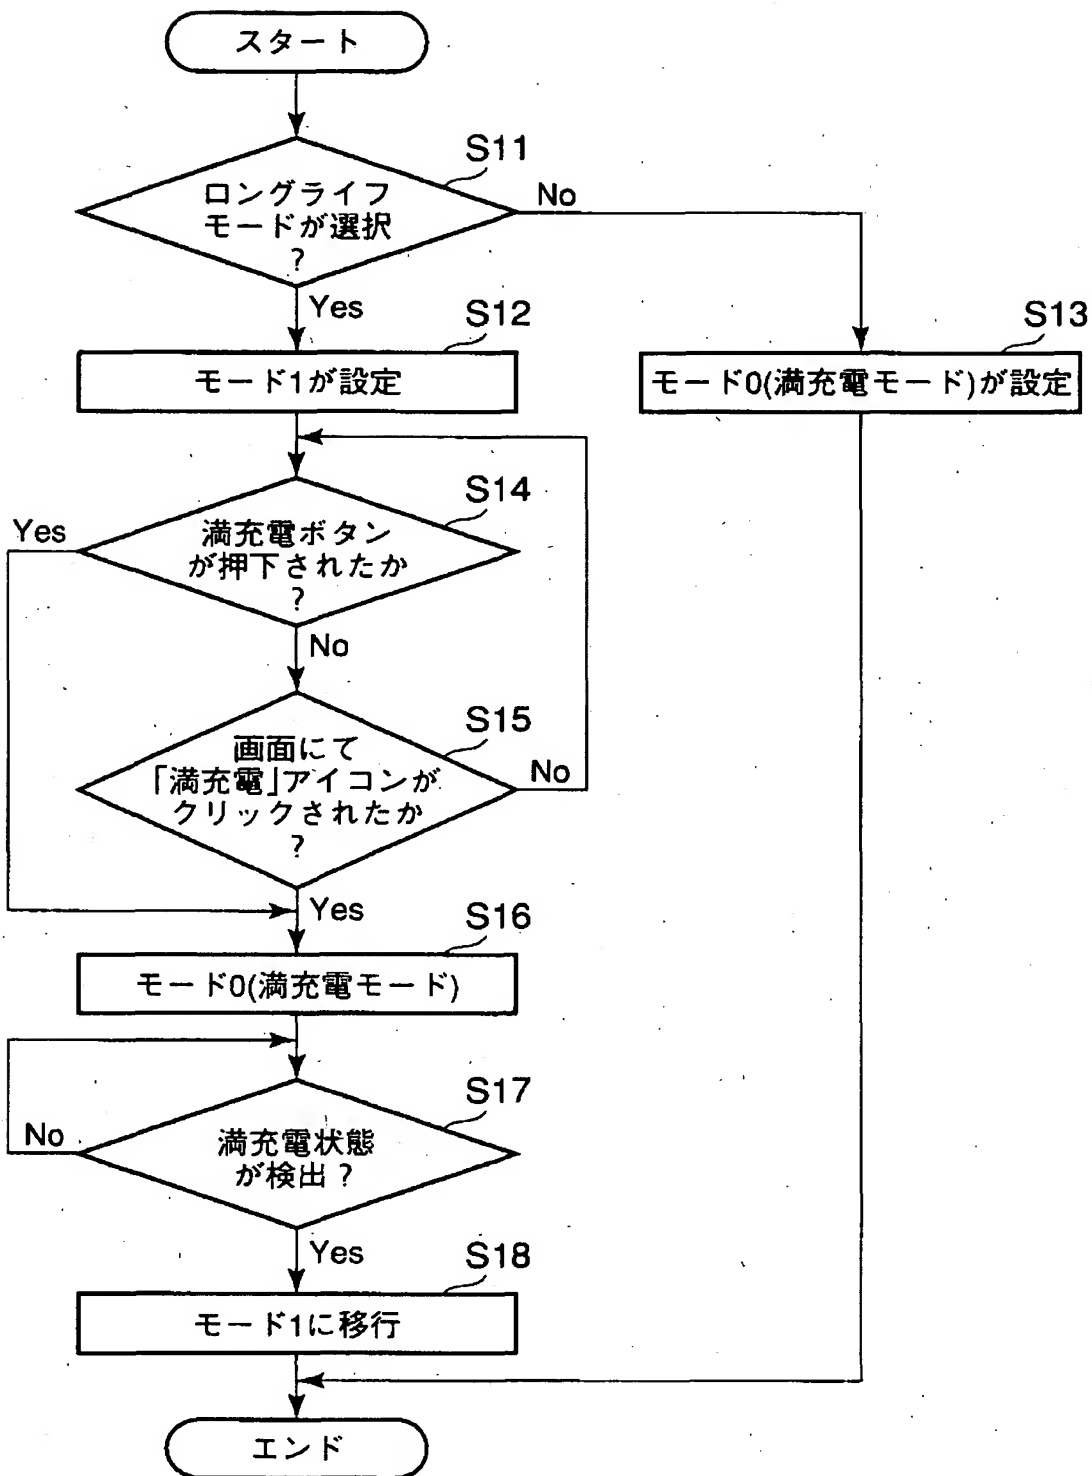 スタート
S11
ロングライフ
モードが選択
?
No
Yes
S12
モード1が設定
S13
モード0(満充電モード)が設定
S14
満充電ボタン
が押下されたか
?
Yes
No
S15
画面にて
「満充電」アイコンが
クリックされたか
?
No
Yes
S16
モード0(満充電モード)
S17
満充電状態
が検出?
No
Yes
S18
モード1に移行
エンド